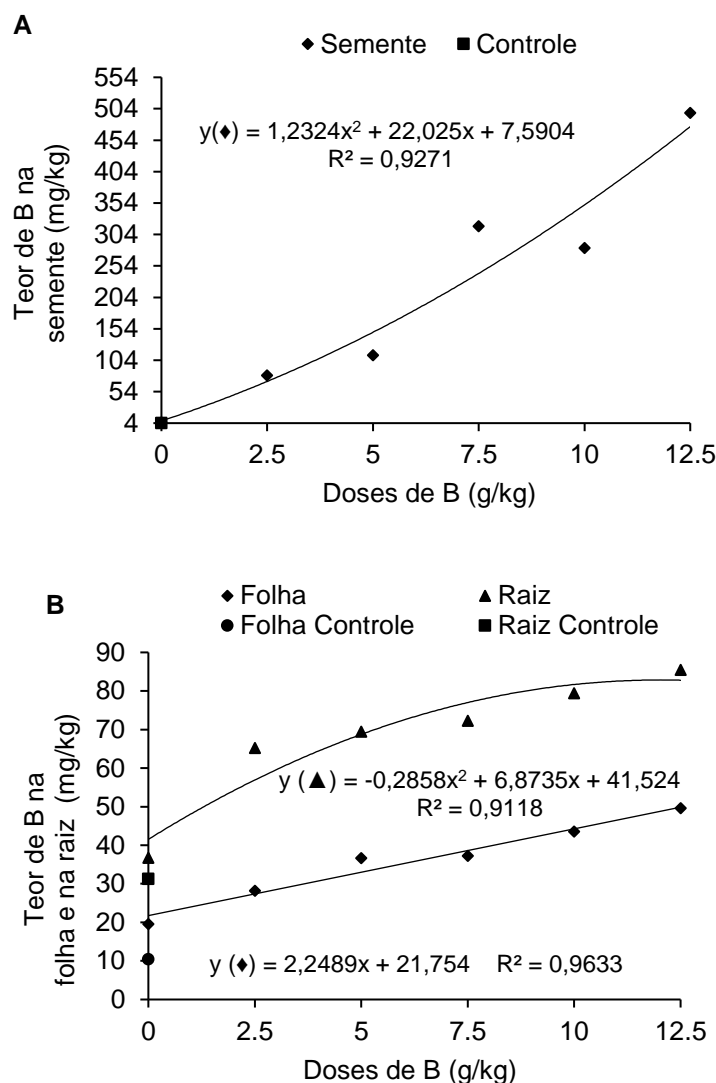 A
♦ Semente ■ Controle
554
504
454
404
354
304
254
204
154
104
54
4
y(♦) = 1,2324x² + 22,025x + 7,5904
R² = 0,9271
Teor de B na
semente (mg/kg)
0 2.5 5 7.5 10 12.5
Doses de B (g/kg)
B
♦ Folha ▲ Raiz
● Folha Controle ■ Raiz Controle
90
80
70
60
50
40
30
20
10
0
y (▲) = -0,2858x² + 6,8735x + 41,524
R² = 0,9118
y (♦) = 2,2489x + 21,754 R² = 0,9633
Teor de B na
folha e na raiz (mg/kg)
0 2.5 5 7.5 10 12.5
Doses de B (g/kg)